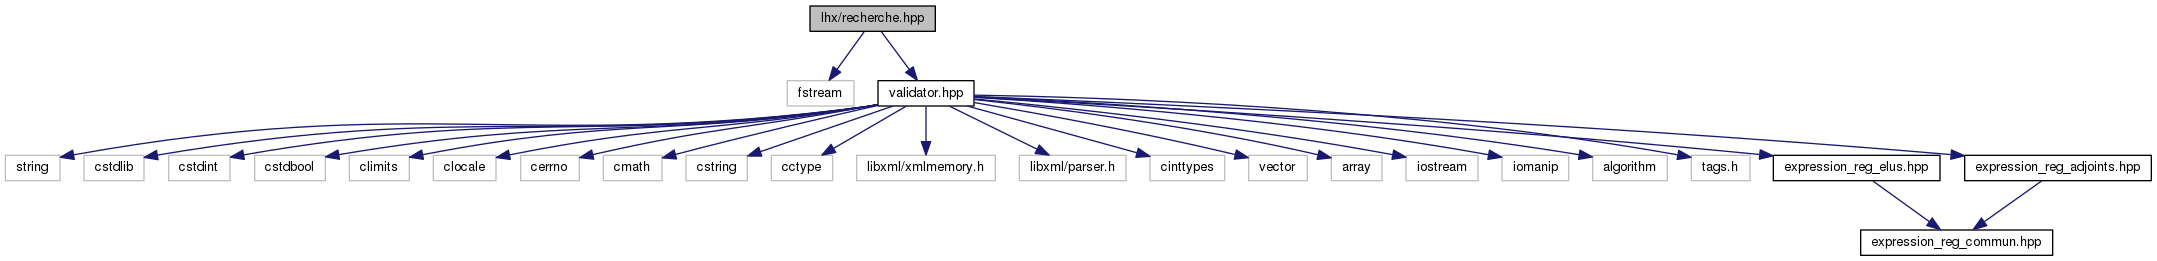 lhx/recherche.hpp
fstream
validator.hpp
string
cstdlib
cstdint
cstdbool
climits
clocale
cerrno
cmath
cstring
cctype
libxml/xmlmemory.h
libxml/parser.h
cinttypes
vector
array
iostream
iomanip
algorithm
tags.h
expression_reg_elus.hpp
expression_reg_adjoints.hpp
expression_reg_commun.hpp